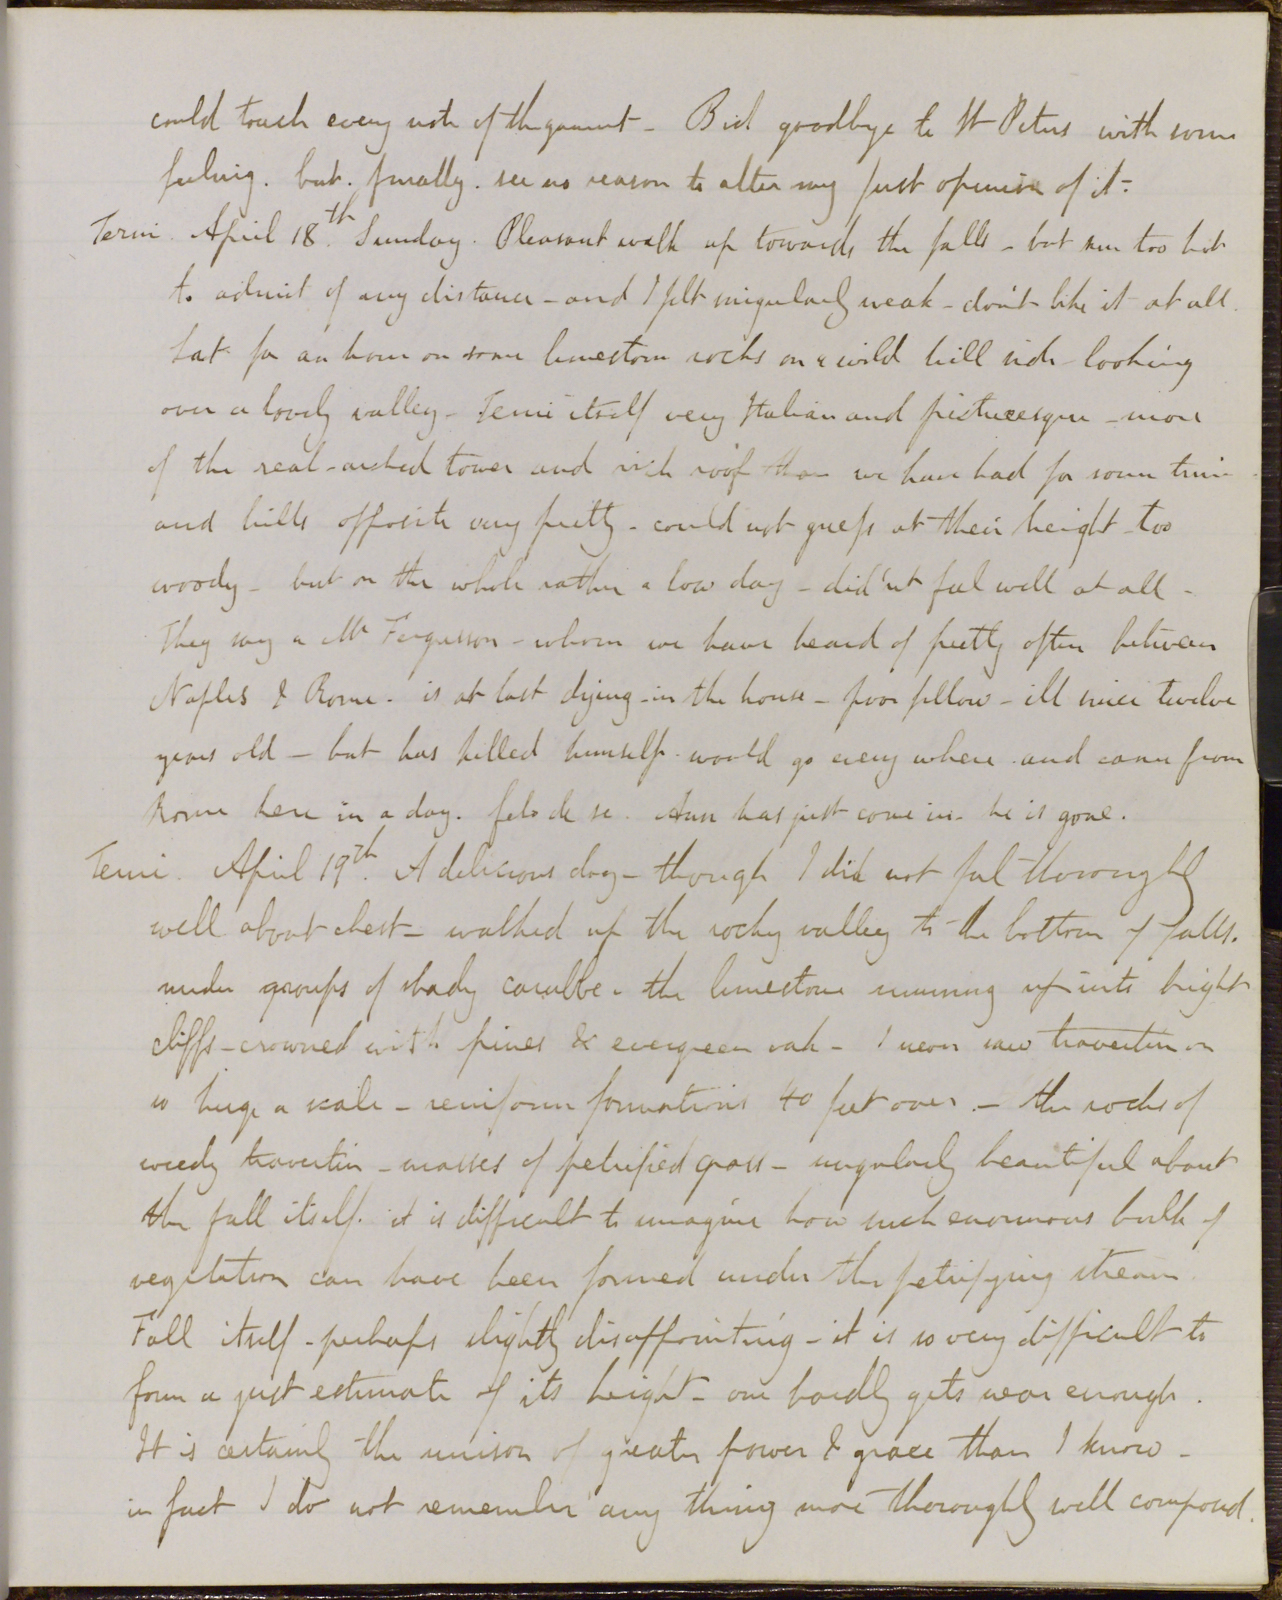 could touch every note of the gamut - Bid goodbye to St Peters with some
feeling. but. finally. see no reason to alter my first opinion of it -
Terni. April 18th. Sunday. Pleasant walk up towards the falls - but sun too hot
to admit of any distance - and I felt singularly weak - don't like it at all.
Sat for an hour on some limestone rocks on a wild hill side looking
over a lovely valley - Terni itself very Italian and picturesque - more
of the real - arched tower and rich roof than we have had for some time
and hills opposite very pretty - could not guess at their height - too
woody - but on the whole rather a low day - did'nt feel well at all -
They say a Mr Fergusson - whom we have heard of pretty often between
Naples & Rome - is at last dying - in the house - poor fellow - ill since twelve
years old - but has killed himself - would go every where and came from
Rome here in a day. felo de se. Ann has just come in - he is gone.
Terni. April 19th. A delicious day - though I did not feel thoroughly
well about chest - walked up the rocky valley to the bottom of falls.
under groups of shady - the limestone running up into bright
cliffs - crowned with pines & evergreen oak - I never saw travertin on
so huge a scale - reniform formations 40 feet over. - the rocks of
weedy travertin - masses of petrified grass - singularly beautiful about
the fall itself. it is difficult to imagine how such enormous bulk of
vegetation can have been formed under the petrifying stream.
Fall itself - perhaps slightly disappointing - it is so very difficult to
form a just estimate of its height - one hardly gets near enough.
It is certainly the unison of greater power & grace than I know -
in fact I do not remember any thing more thoroughly well composed.